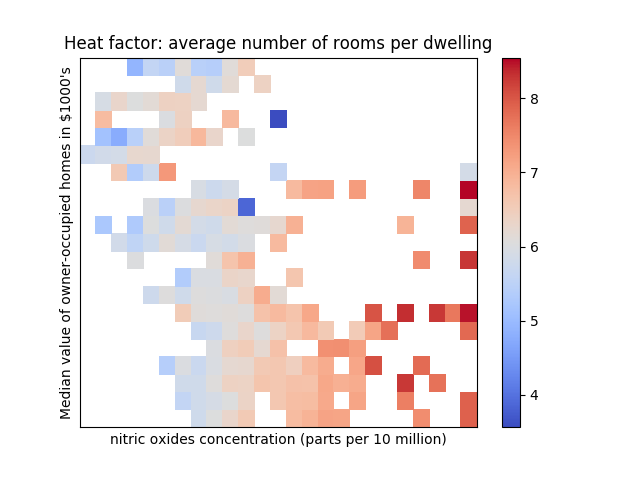 Heat factor: average number of rooms per dwelling
Median value of owner-occupied homes in $1000's
nitric oxides concentration (parts per 10 million)
8
7
6
5
4